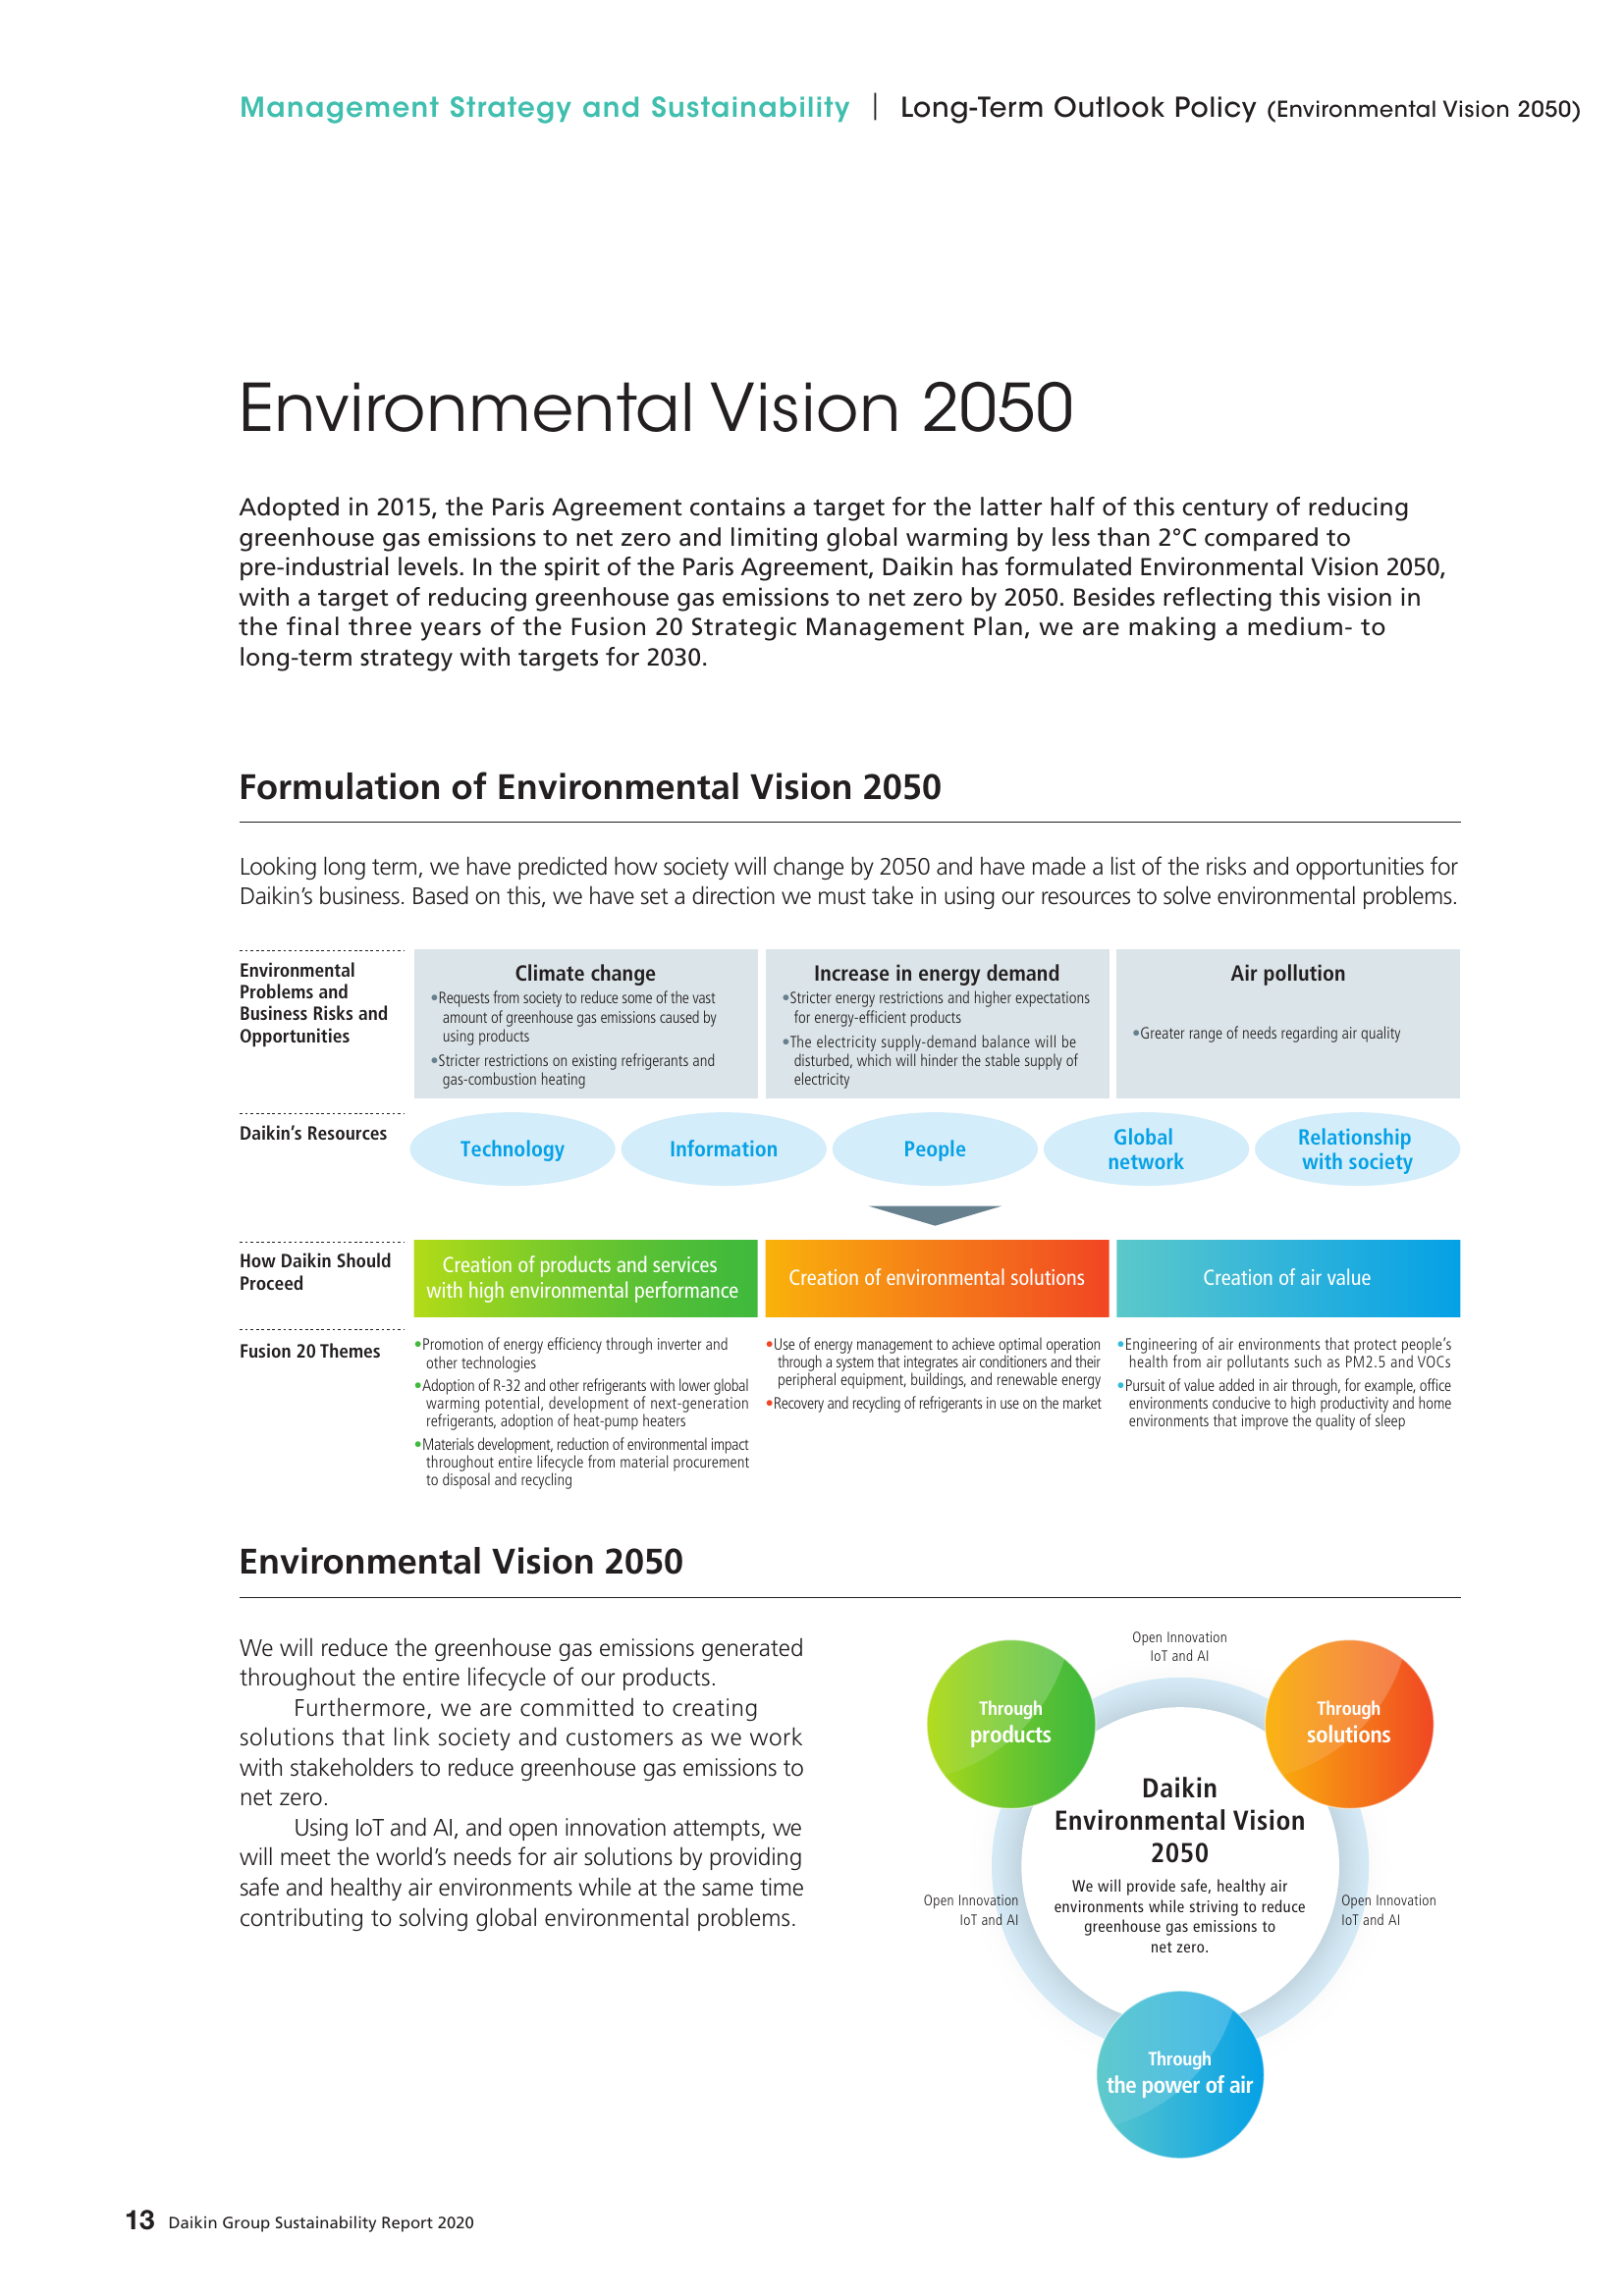 Management Strategy and Sustainability | Long-Term Outlook Policy (Environmental Vision 2050)
Environmental Vision 2050
Adopted in 2015, the Paris Agreement contains a target for the latter half of this century of reducing
greenhouse gas emissions to net zero and limiting global warming by less than 2°C compared to
pre-industrial levels. In the spirit of the Paris Agreement, Daikin has formulated Environmental Vision 2050,
with a target of reducing greenhouse gas emissions to net zero by 2050. Besides reflecting this vision in
the final three years of the Fusion 20 Strategic Management Plan, we are making a medium- to
long-term strategy with targets for 2030.
Formulation of Environmental Vision 2050
Looking long term, we have predicted how society will change by 2050 and have made a list of the risks and opportunities for
Daikin's business. Based on this, we have set a direction we must take in using our resources to solve environmental problems.
Environmental
Problems and
Business Risks and
Opportunities
Climate change
•Requests from society to reduce some of the vast
amount of greenhouse gas emissions caused by
using products
•Stricter restrictions on existing refrigerants and
gas-combustion heating
Increase in energy demand
•Stricter energy restrictions and higher expectations
for energy-efficient products
•The electricity supply-demand balance will be
disturbed, which will hinder the stable supply of
electricity
Air pollution
•Greater range of needs regarding air quality
Daikin's Resources
Technology
Information
People
Global
network
Relationship
with society
How Daikin Should
Proceed
Creation of products and services
with high environmental performance
Creation of environmental solutions
Creation of air value
Fusion 20 Themes
•Promotion of energy efficiency through inverter and
other technologies
•Adoption of R-32 and other refrigerants with lower global
warming potential, development of next-generation
refrigerants, adoption of heat-pump heaters
•Materials development, reduction of environmental impact
throughout entire lifecycle from material procurement
to disposal and recycling
•Use of energy management to achieve optimal operation
through a system that integrates air conditioners and their
peripheral equipment, buildings, and renewable energy
•Recovery and recycling of refrigerants in use on the market
•Engineering of air environments that protect people's
health from air pollutants such as PM2.5 and VOCs
•Pursuit of value added in air through, for example, office
environments conducive to high productivity and home
environments that improve the quality of sleep
Environmental Vision 2050
We will reduce the greenhouse gas emissions generated
throughout the entire lifecycle of our products.
Furthermore, we are committed to creating
solutions that link society and customers as we work
with stakeholders to reduce greenhouse gas emissions to
net zero.
Using IoT and AI, and open innovation attempts, we
will meet the world's needs for air solutions by providing
safe and healthy air environments while at the same time
contributing to solving global environmental problems.
Open Innovation
IoT and AI
Through
products
Through
solutions
Daikin
Environmental Vision
2050
We will provide safe, healthy air
environments while striving to reduce
greenhouse gas emissions to
net zero.
Open Innovation
IoT and AI
Open Innovation
IoT and AI
Through
the power of air
13 Daikin Group Sustainability Report 2020